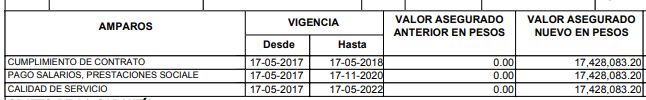 AMPAROS VIGENCIA VALOR ASEGURADO ANTERIOR EN PESOS VALOR ASEGURADO NUEVO EN PESOS
Desde Hasta
CUMPLIMIENTO DE CONTRATO 17-05-2017 17-05-2018 0.00 17,428,083.20
PAGO SALARIOS, PRESTACIONES SOCIALE 17-05-2017 17-11-2020 0.00 17,428,083.20
CALIDAD DE SERVICIO 17-05-2017 17-05-2022 0.00 17,428,083.20